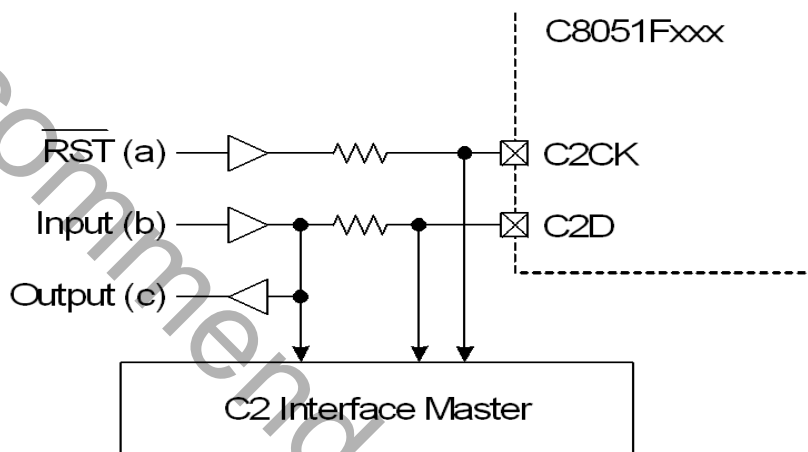 C8051Fxxx
RST (a)
C2CK
Input (b)
C2D
Output (c)
C2 Interface Master